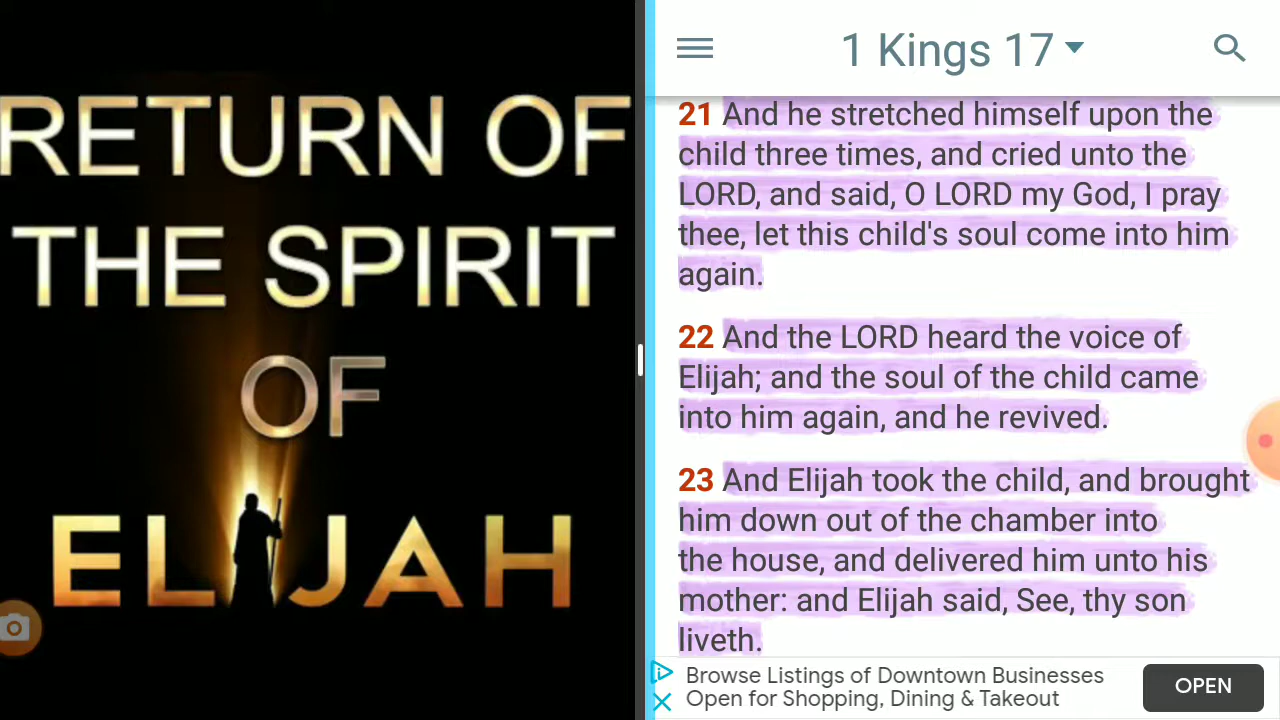 RETURN OF
THE SPIRIT
OF
ELIJAH
1 Kings 17
21 And he stretched himself upon the
child three times, and cried unto the
LORD, and said, O LORD my God, I pray
thee, let this child's soul come into him
again.
22 And the LORD heard the voice of
Elijah; and the soul of the child came
into him again, and he revived.
23 And Elijah took the child, and brought
him down out of the chamber into
the house, and delivered him unto his
mother: and Elijah said, See, thy son
liveth.
Browse Listings of Downtown Businesses
Open for Shopping, Dining & Takeout
OPEN